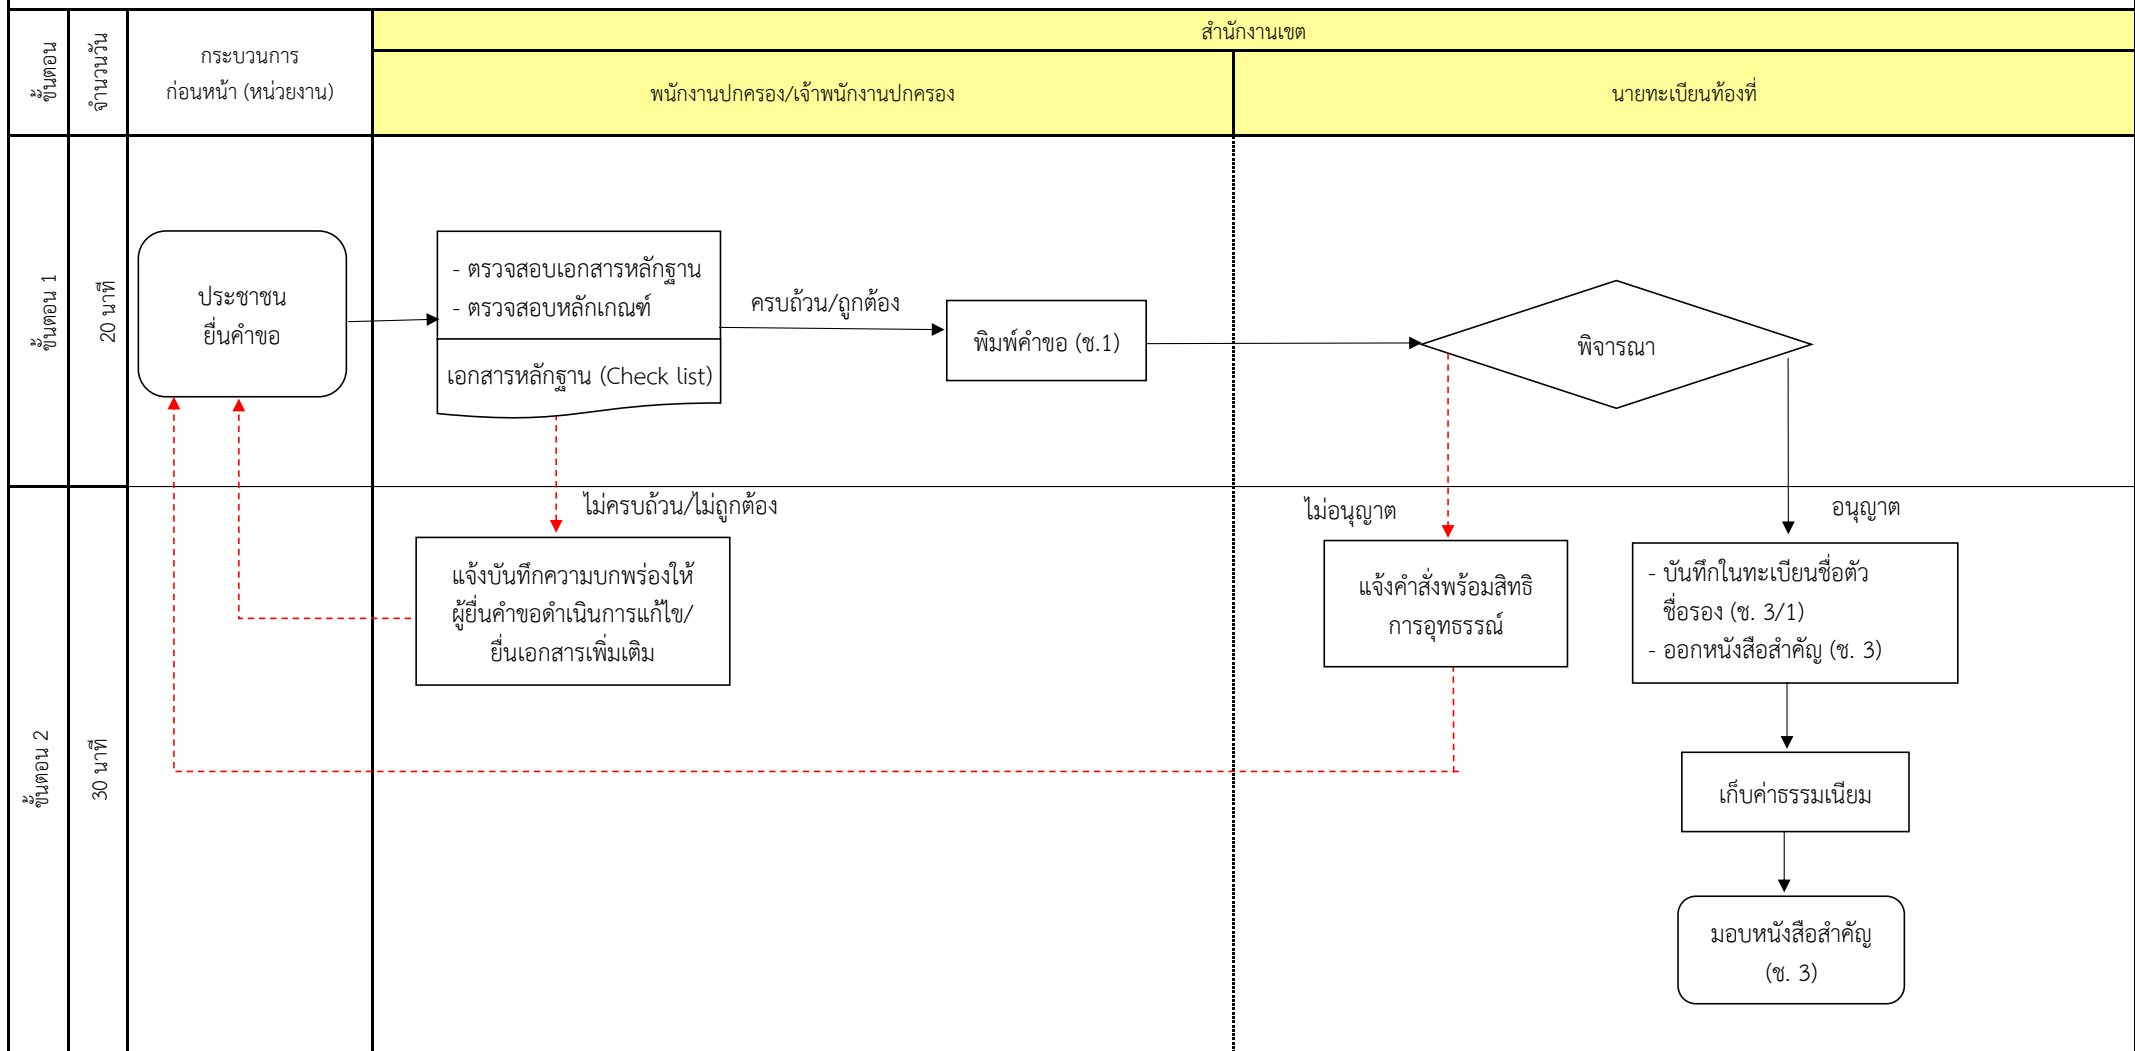 ขั้นตอน
จำนวนวัน
กระบวนการ
ก่อนหน้า (หน่วยงาน)
สำนักงานเขต
พนักงานปกครอง/เจ้าพนักงานปกครอง
นายทะเบียนท้องที่
ขั้นตอน 1
20 นาที
ประชาชน
ยื่นคำขอ
- ตรวจสอบเอกสารหลักฐาน
- ตรวจสอบหลักเกณฑ์
เอกสารหลักฐาน (Check list)
ครบถ้วน/ถูกต้อง
พิมพ์คำขอ (ช.1)
พิจารณา
ขั้นตอน 2
30 นาที
ไม่ครบถ้วน/ไม่ถูกต้อง
แจ้งบันทึกความบกพร่องให้
ผู้ยื่นคำขอดำเนินการแก้ไข/
ยื่นเอกสารเพิ่มเติม
ไม่อนุญาต
แจ้งคำสั่งพร้อมสิทธิ
การอุทธรณ์
อนุญาต
- บันทึกในทะเบียนชื่อตัว
ชื่อรอง (ช. 3/1)
- ออกหนังสือสำคัญ (ช. 3)
เก็บค่าธรรมเนียม
มอบหนังสือสำคัญ
(ช. 3)